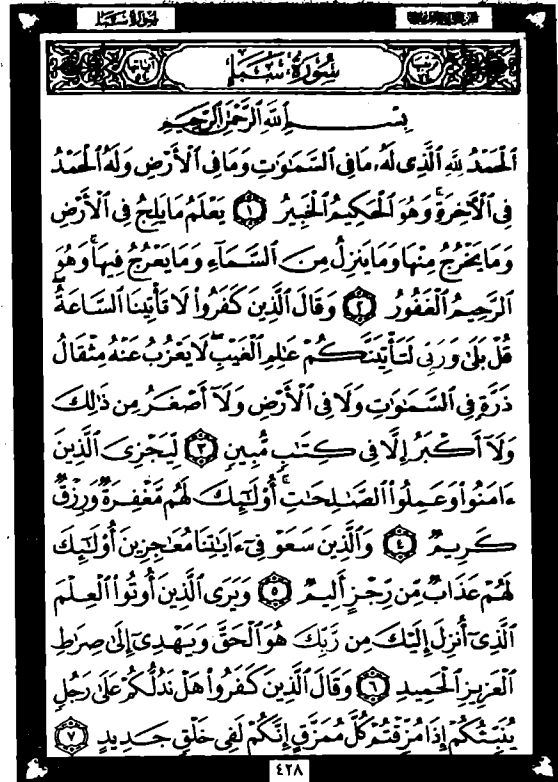 سُورَةُ سَبَإٍ
سُورَةُ سَبَإٍ
بِسْمِ ٱللَّهِ ٱلرَّحْمَٰنِ ٱلرَّحِيمِ
ٱلْحَمْدُ لِلَّهِ ٱلَّذِى لَهُۥ مَا فِى ٱلسَّمَٰوَٰتِ وَمَا فِى ٱلْأَرْضِ وَلَهُ ٱلْحَمْدُ
فِى ٱلْءَاخِرَةِ ۚ وَهُوَ ٱلْحَكِيمُ ٱلْخَبِيرُ ١ يَعْلَمُ مَا يَلِجُ فِى ٱلْأَرْضِ
وَمَا يَخْرُجُ مِنْهَا وَمَا يَنزِلُ مِنَ ٱلسَّمَآءِ وَمَا يَعْرُجُ فِيهَا ۚ وَهُوَ
ٱلرَّحِيمُ ٱلْغَفُورُ ٢ وَقَالَ ٱلَّذِينَ كَفَرُوا۟ لَا تَأْتِينَا ٱلسَّاعَةُ ۖ
قُلْ بَلَىٰ وَرَبِّى لَتَأْتِيَنَّكُمْ عَٰلِمِ ٱلْغَيْبِ ۖ لَا يَعْزُبُ عَنْهُ مِثْقَالُ
ذَرَّةٍ فِى ٱلسَّمَٰوَٰتِ وَلَا فِى ٱلْأَرْضِ وَلَآ أَصْغَرُ مِن ذَٰلِكَ
وَلَآ أَكْبَرُ إِلَّا فِى كِتَٰبٍ مُّبِينٍ ٣ لِّيَجْزِىَ ٱلَّذِينَ
ءَامَنُوا۟ وَعَمِلُوا۟ ٱلصَّٰلِحَٰتِ ۚ أُو۟لَٰٓئِكَ لَهُم مَّغْفِرَةٌ وَرِزْقٌ
كَرِيمٌ ٤ وَٱلَّذِينَ سَعَوْ فِىٓ ءَايَٰتِنَا مُعَٰجِزِينَ أُو۟لَٰٓئِكَ
لَهُمْ عَذَابٌ مِّن رِّجْزٍ أَلِيمٌ ٥ وَيَرَى ٱلَّذِينَ أُوتُوا۟ ٱلْعِلْمَ
ٱلَّذِىٓ أُنزِلَ إِلَيْكَ مِن رَّبِّكَ هُوَ ٱلْحَقَّ وَيَهْدِىٓ إِلَىٰ صِرَٰطِ
ٱلْعَزِيزِ ٱلْحَمِيدِ ٦ وَقَالَ ٱلَّذِينَ كَفَرُوا۟ هَلْ نَدُلُّكُمْ عَلَىٰ رَجُلٍ
يُنَبِّئُكُمْ إِذَا مُزِّقْتُمْ كُلَّ مُمَزَّقٍ إِنَّكُمْ لَفِى خَلْقٍ جَدِيدٍ ٧
٤٢٨